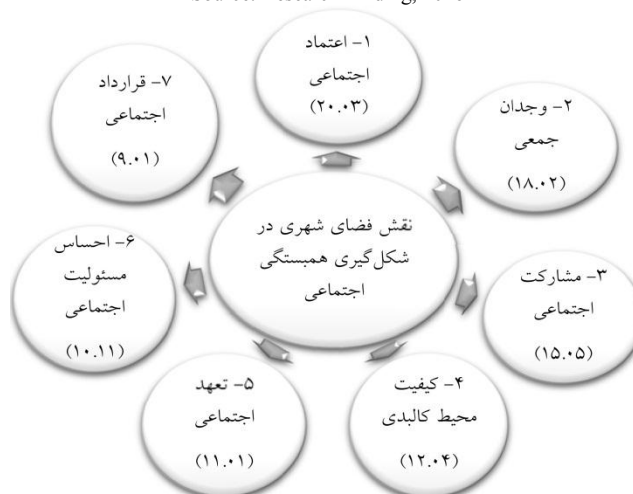 ۱- اعتماد
اجتماعی
(۲۰.۰۳)
۲- وجدان
جمعی
(۱۸.۰۲)
۳- مشارکت
اجتماعی
(۱۵.۰۵)
۴- کیفیت
محیط کالبدی
(۱۲.۰۴)
۵- تعهد
اجتماعی
(۱۱.۰۱)
۶- احساس
مسئولیت
اجتماعی
(۱۰.۱۱)
۷- قرارداد
اجتماعی
(۹.۰۱)
نقش فضای شهری در
شکل‌گیری همبستگی
اجتماعی